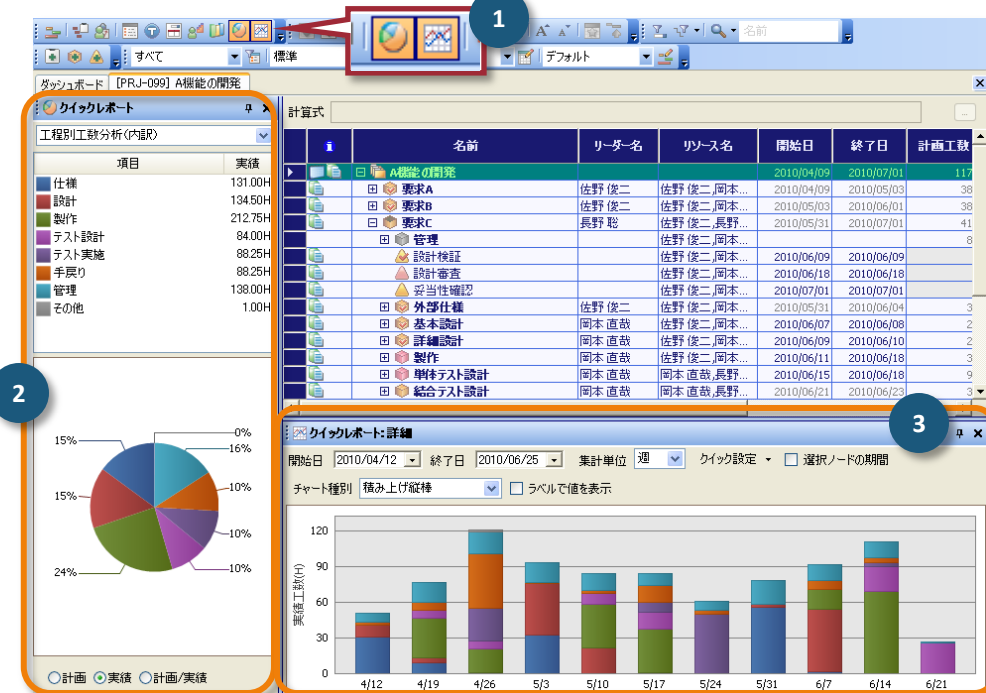 1
名前
すべて
標準
デフォルト
ダッシュボード [PRJ-099] A機能の開発
クイックレポート
工程別工数分析(内訳)
項目 実績
仕様 131.00H
設計 134.50H
製作 212.75H
テスト設計 84.00H
テスト実施 88.25H
手戻り 88.25H
管理 138.00H
その他 1.00H
2
15%
15%
24%
0%
16%
10%
10%
10%
計画 実績 計画/実績
計算式 ...
i 名前 リーダー名 リソース名 開始日 終了日 計画工数
A機能の開発 2010/04/09 2010/07/01 117
要求A 佐野 俊二 佐野 俊二,岡本... 2010/04/09 2010/05/03 38
要求B 佐野 俊二 佐野 俊二,岡本... 2010/05/03 2010/06/01 38
要求C 長野 聡 佐野 俊二,長野... 2010/05/31 2010/07/01 41
管理 佐野 俊二,岡本... 8
設計検証 佐野 俊二,岡本... 2010/06/09 2010/06/09
設計審査 佐野 俊二,岡本... 2010/06/18 2010/06/18
妥当性確認 佐野 俊二,岡本... 2010/07/01 2010/07/01
外部仕様 佐野 俊二 佐野 俊二,岡本... 2010/05/31 2010/06/04 3
基本設計 岡本 直哉 佐野 俊二,岡本... 2010/06/07 2010/06/08 2
詳細設計 岡本 直哉 佐野 俊二,岡本... 2010/06/09 2010/06/10 2
製作 岡本 直哉 佐野 俊二,岡本... 2010/06/11 2010/06/18 3
単体テスト設計 岡本 直哉 岡本 直哉,長野... 2010/06/15 2010/06/18 9
結合テスト設計 岡本 直哉 岡本 直哉,長野... 2010/06/21 2010/06/23 3
3
クイックレポート: 詳細
開始日 2010/04/12 終了日 2010/06/25 集計単位 週 クイック設定 選択ノードの期間
チャート種別 積み上げ縦棒 ラベルで値を表示
実績工数(H)
120
90
60
30
0
4/12 4/19 4/26 5/3 5/10 5/17 5/24 5/31 6/7 6/14 6/21